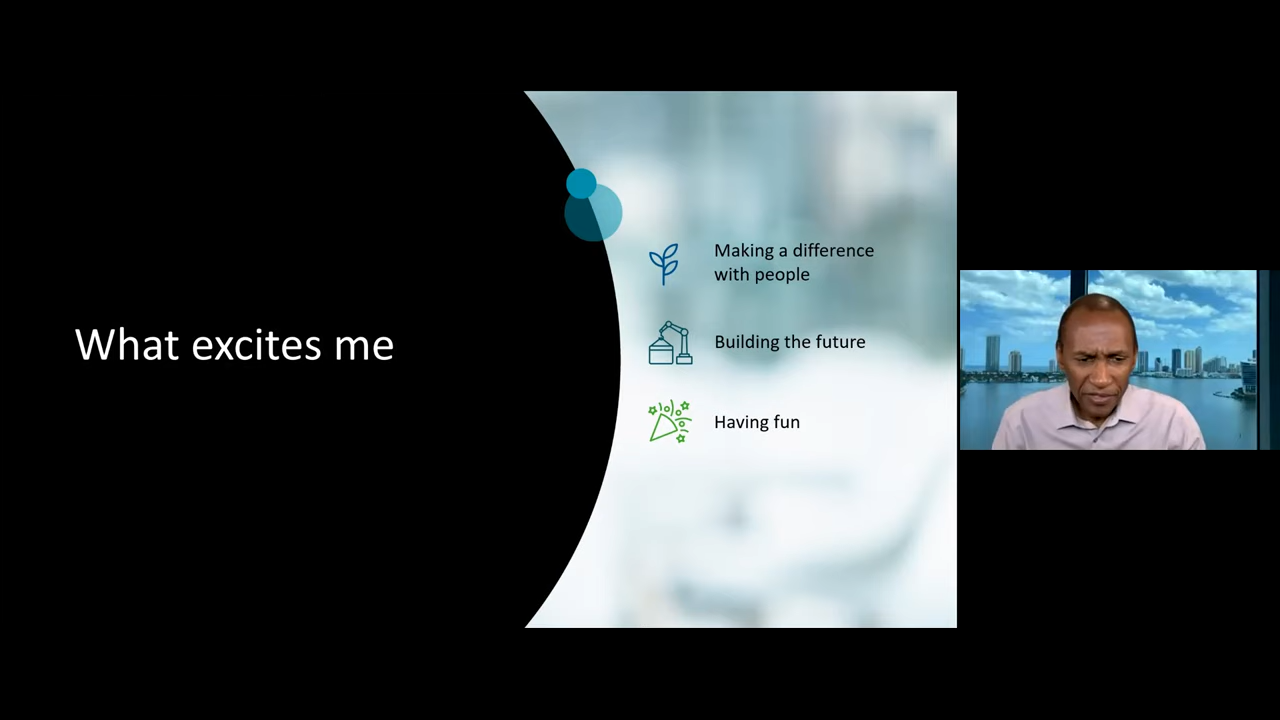 What excites me
Making a difference
with people
Building the future
Having fun